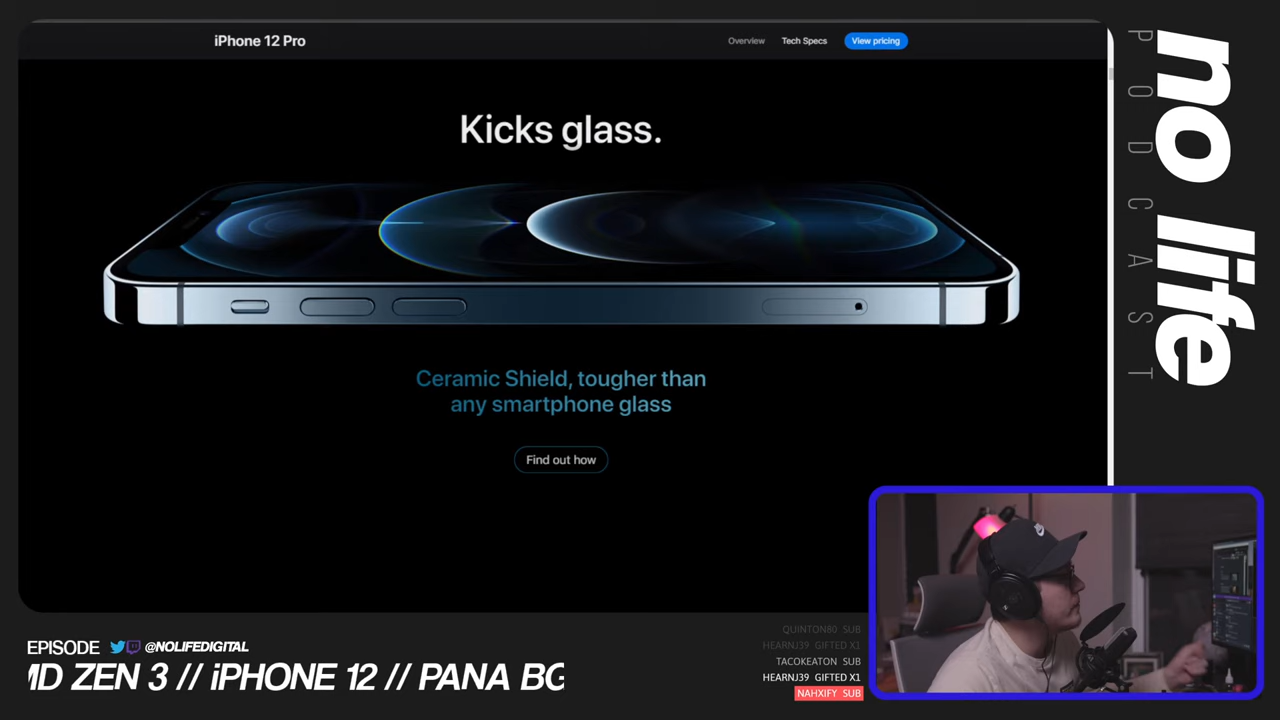 iPhone 12 Pro
Overview
Tech Specs
View pricing
Kicks glass.
Ceramic Shield, tougher than
any smartphone glass
Find out how
no life
PODCAST
EPISODE @NOLIFEDIGITAL
MD ZEN 3 // iPHONE 12 // PANA BG
QUINTON80 SUB
HEARNJ39 GIFTED X1
TACOKEATON SUB
HEARNJ39 GIFTED X1
NAHXIFY SUB